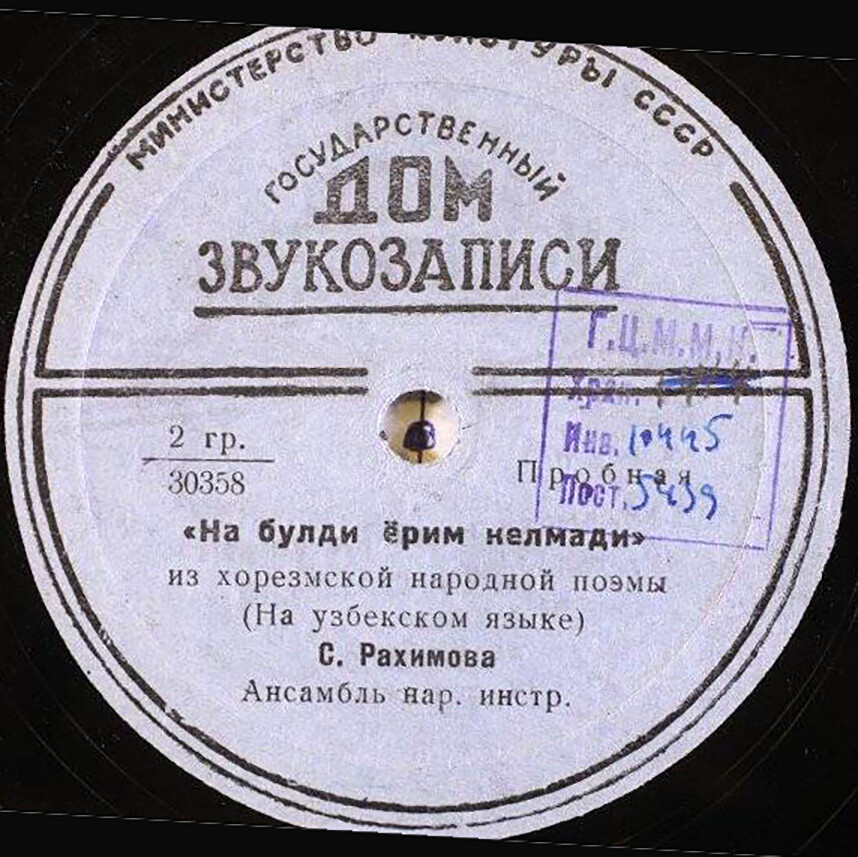 МИНИСТЕРСТВО КУЛЬТУРЫ СССР
ГОСУДАРСТВЕННЫЙ
ДОМ
ЗВУКОЗАПИСИ
Г.Ц.М.М.К.
Хран.
Инв. 10445
Пост. 5439
2 гр.
30358
Пробная
«На булди ёрим келмади»
из хорезмской народной поэмы
(На узбекском языке)
С. Рахимова
Ансамбль нар. инстр.